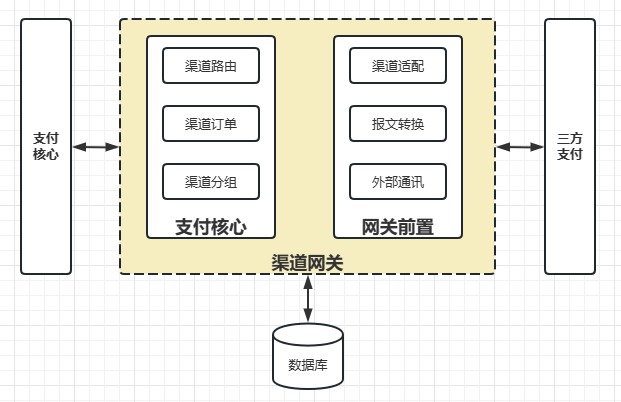 支付
核心
渠道路由
渠道订单
渠道分组
支付核心
渠道适配
报文转换
外部通讯
网关前置
渠道网关
三方
支付
数据库